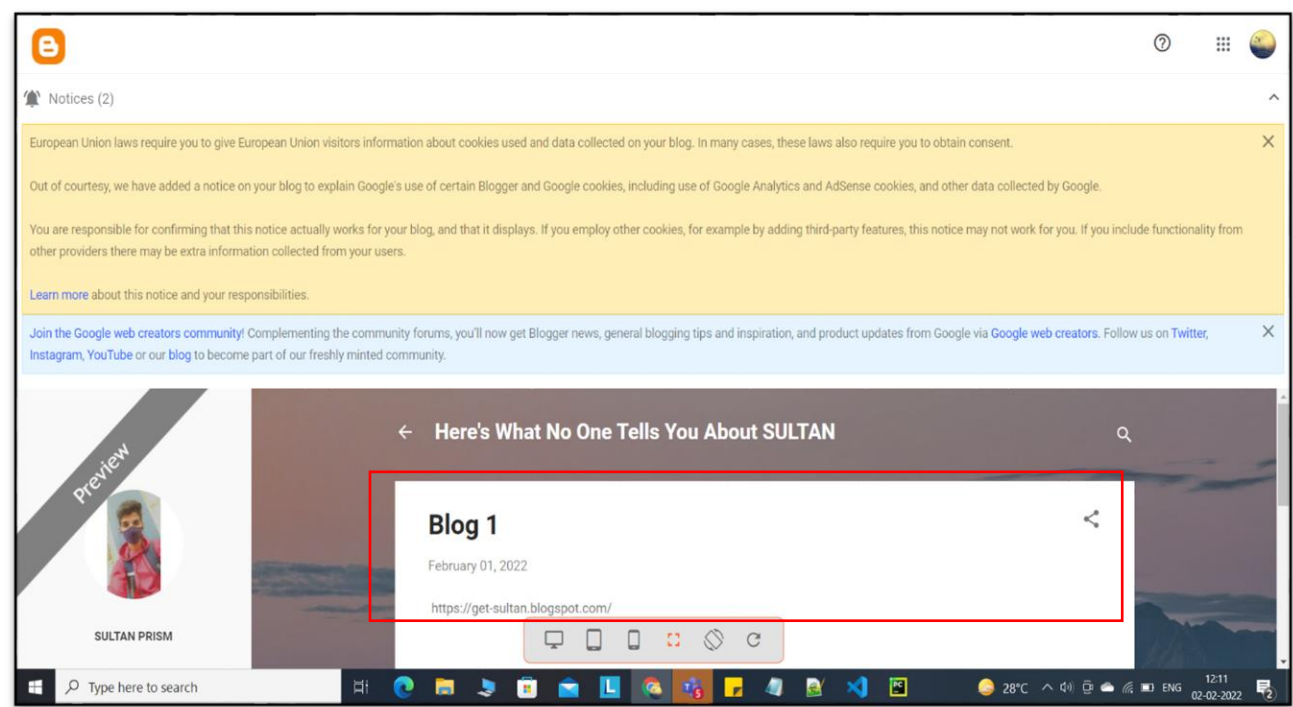 Notices (2)
European Union laws require you to give European Union visitors information about cookies used and data collected on your blog. In many cases, these laws also require you to obtain consent.
Out of courtesy, we have added a notice on your blog to explain Google's use of certain Blogger and Google cookies, including use of Google Analytics and AdSense cookies, and other data collected by Google.
You are responsible for confirming that this notice actually works for your blog, and that it displays. If you employ other cookies, for example by adding third-party features, this notice may not work for you. If you include functionality from
other providers there may be extra information collected from your users.
Learn more about this notice and your responsibilities.
Join the Google web creators community! Complementing the community forums, you'll now get Blogger news, general blogging tips and inspiration, and product updates from Google via Google web creators. Follow us on Twitter,
Instagram, YouTube or our blog to become part of our freshly minted community.
Preview
Here's What No One Tells You About SULTAN
Blog 1
February 01, 2022
https://get-sultan.blogspot.com/
SULTAN PRISM
Type here to search
L
5
PC
28°C
ENG
12:11
02-02-2022
2